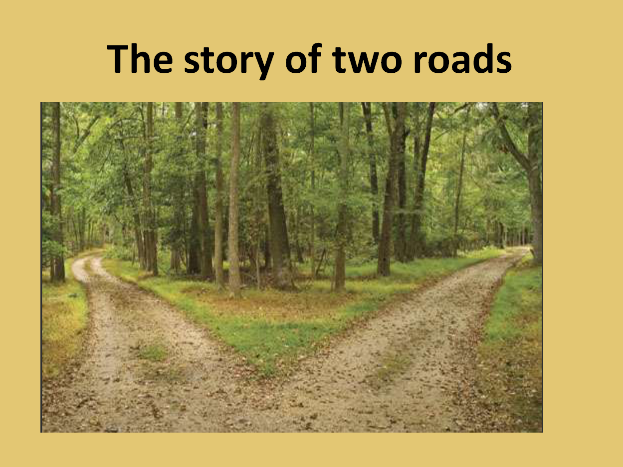 The story of two roads